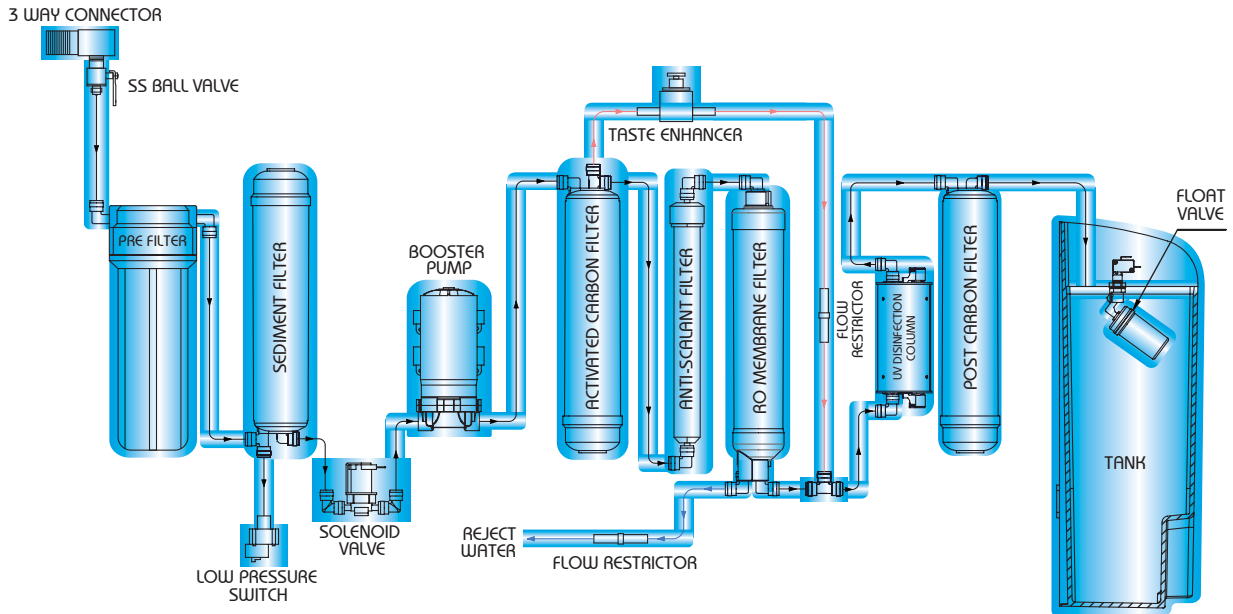 3 WAY CONNECTOR
SS BALL VALVE
PRE FILTER
SEDIMENT FILTER
LOW PRESSURE
SWITCH
SOLENOID
VALVE
BOOSTER
PUMP
ACTIVATED CARBON FILTER
TASTE ENHANCER
ANTI-SCALANT FILTER
RO MEMBRANE FILTER
REJECT
WATER
FLOW RESTRICTOR
FLOW
RESTRICTOR
UV DISINFECTION
COLUMN
POST CARBON FILTER
FLOAT
VALVE
TANK